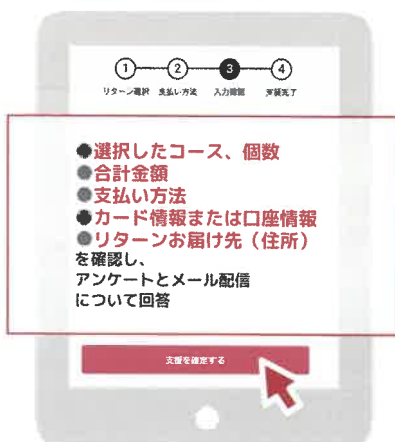 1 2 3 4
リターン選択 支払い方法 入力確認 支援完了
●選択したコース、個数
●合計金額
●支払い方法
●カード情報または口座情報
●リターンお届け先（住所）
を確認し、
アンケートとメール配信
について回答
支援を確定する